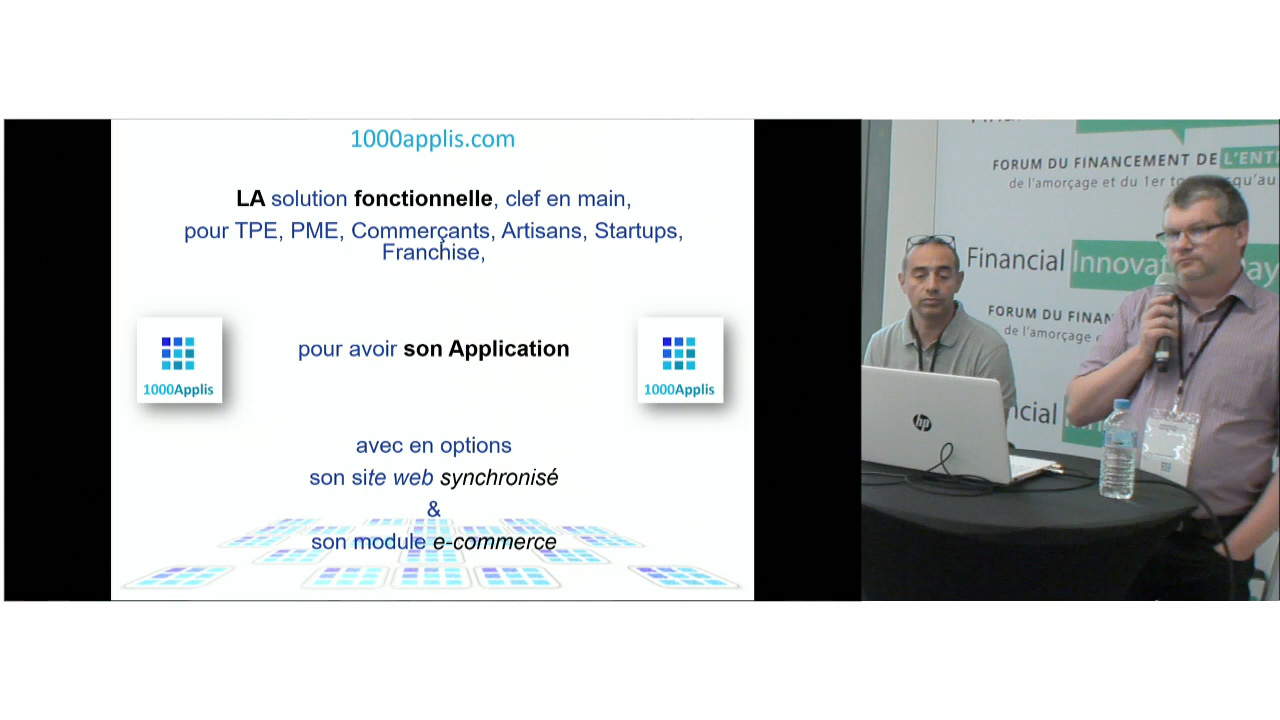 1000applis.com
LA solution fonctionnelle, clef en main,
pour TPE, PME, Commerçants, Artisans, Startups,
Franchise,
1000Applis
pour avoir son Application
1000Applis
avec en options
son site web synchronisé
&
son module e-commerce
FORUM DU FINANCEMENT DE L'ENT
de l'amorçage et du 1er to
Financial Innovat
FORUM DU FINAN
de l'amorçage e
hp